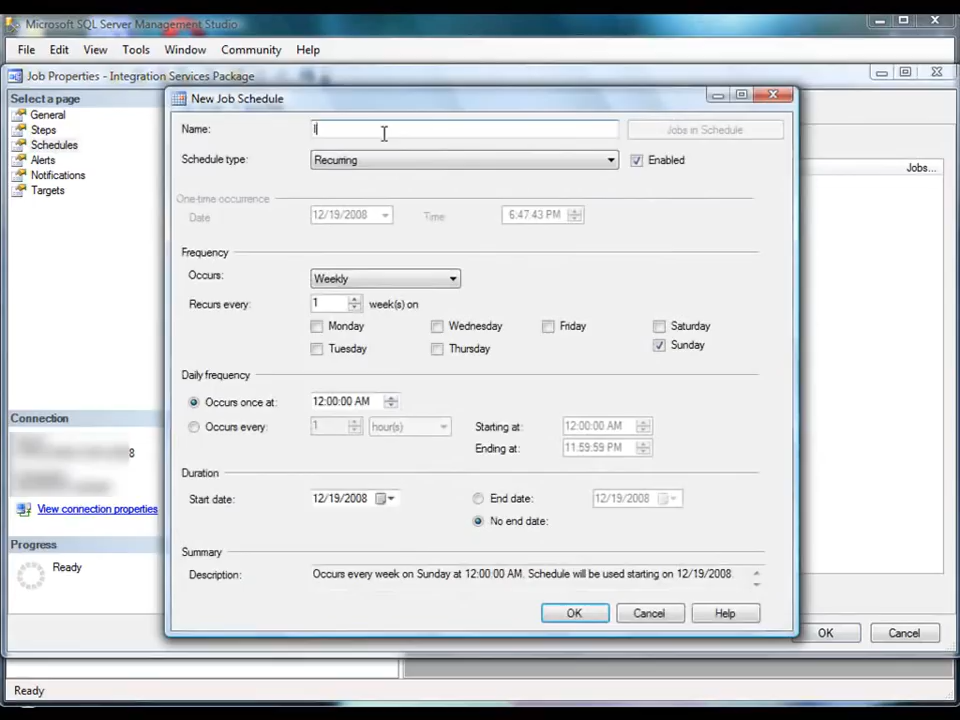 Microsoft SQL Server Management Studio
File Edit View Tools Window Community Help
Job Properties - Integration Services Package
Select a page
General
Steps
Schedules
Alerts
Notifications
Targets
Connection
8
View connection properties
Progress
Ready
New Job Schedule
Name: I Jobs in Schedule
Schedule type: Recurring Enabled
One-time occurrence
Date 12/19/2008 Time 6:47:43 PM
Frequency
Occurs: Weekly
Recurs every: 1 week(s) on
Monday Wednesday Friday Saturday
Tuesday Thursday Sunday
Daily frequency
Occurs once at: 12:00:00 AM
Occurs every: 1 hour(s) Starting at: 12:00:00 AM
Ending at: 11:59:59 PM
Duration
Start date: 12/19/2008 End date: 12/19/2008
No end date:
Summary
Description: Occurs every week on Sunday at 12:00:00 AM. Schedule will be used starting on 12/19/2008.
OK Cancel Help
Jobs...
OK Cancel
Ready